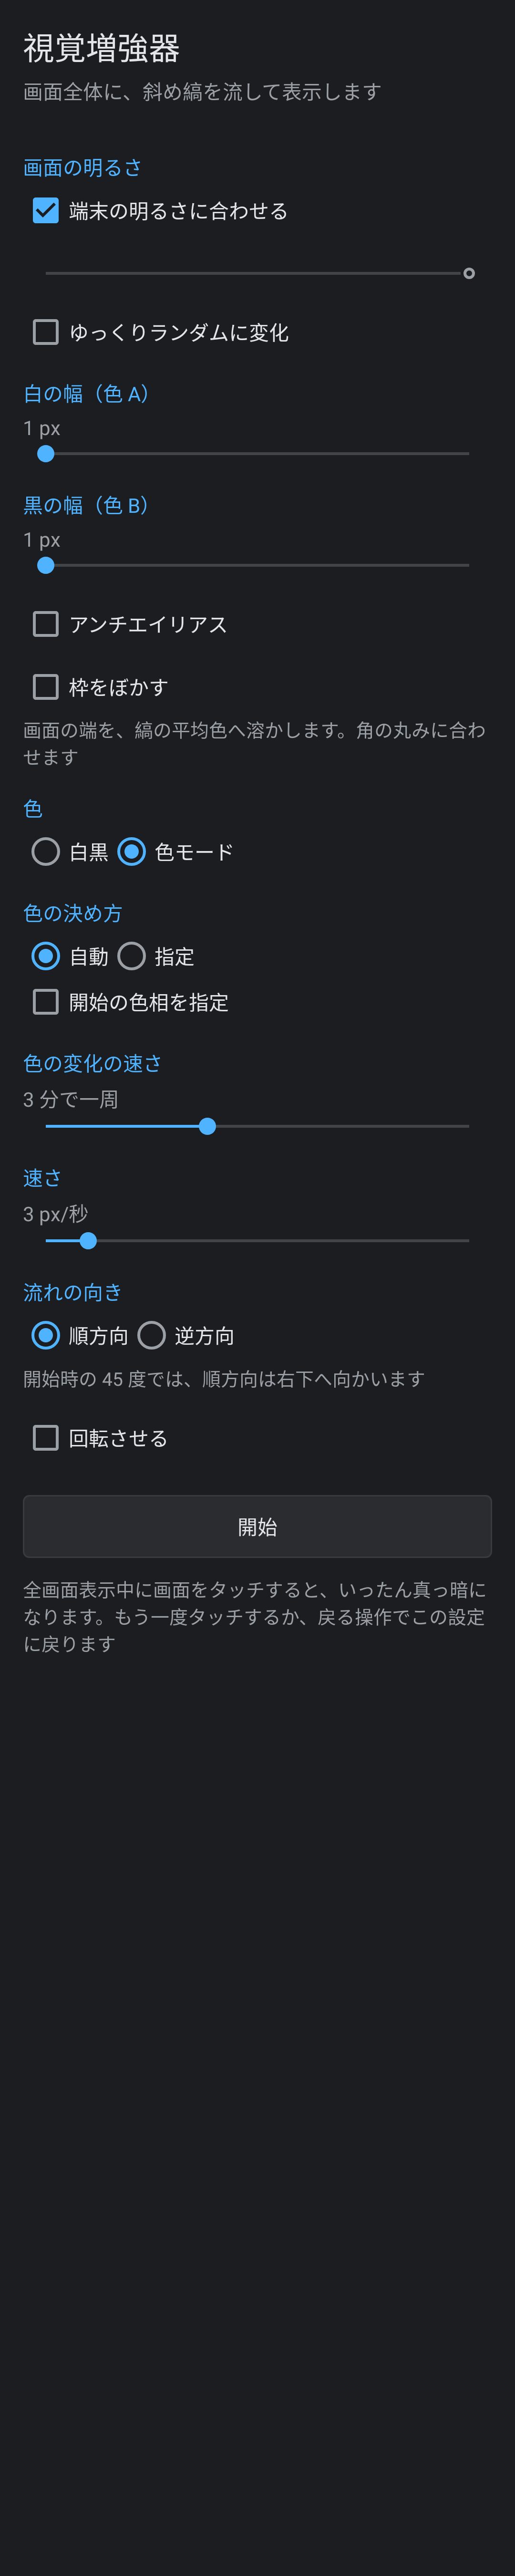 視覚増強器
画面全体に、斜め縞を流して表示します
画面の明るさ
端末の明るさに合わせる
ゆっくりランダムに変化
白の幅（色 A）
1 px
黒の幅（色 B）
1 px
アンチエイリアス
枠をぼかす
画面の端を、縞の平均色へ溶かします。角の丸みに合わ
せます
色
白黒 色モード
色の決め方
自動 指定
開始の色相を指定
色の変化の速さ
3 分で一周
速さ
3 px/秒
流れの向き
順方向 逆方向
開始時の 45 度では、順方向は右下へ向かいます
回転させる
開始
全画面表示中に画面をタッチすると、いったん真っ暗に
なります。もう一度タッチするか、戻る操作でこの設定
に戻ります